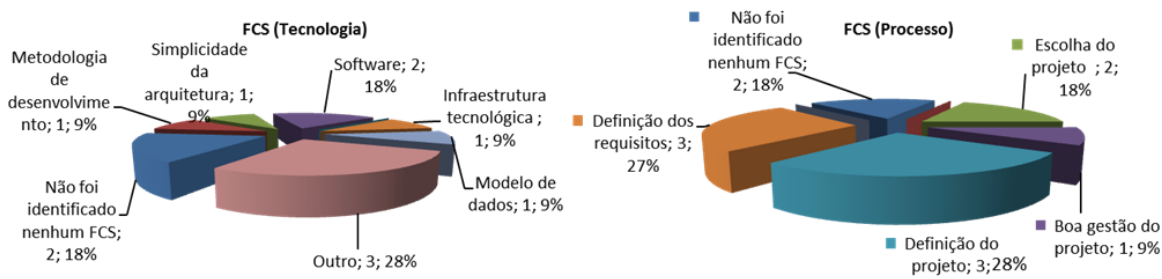 FCS (Tecnologia)
Metodologia
de
desenvolvime
nto; 1; 9%
Simplicidade
da
arquitetura; 1;
9%
Software; 2;
18%
Infraestrutura
tecnológica ;
1; 9%
Modelo de
dados; 1; 9%
Outro; 3; 28%
Não foi
identificado
nenhum FCS;
2; 18%
FCS (Processo)
Não foi
identificado
nenhum FCS;
2; 18%
Escolha do
projeto ; 2;
18%
Boa gestão do
projeto; 1; 9%
Definição do
projeto; 3;28%
Definição dos
requisitos; 3;
27%